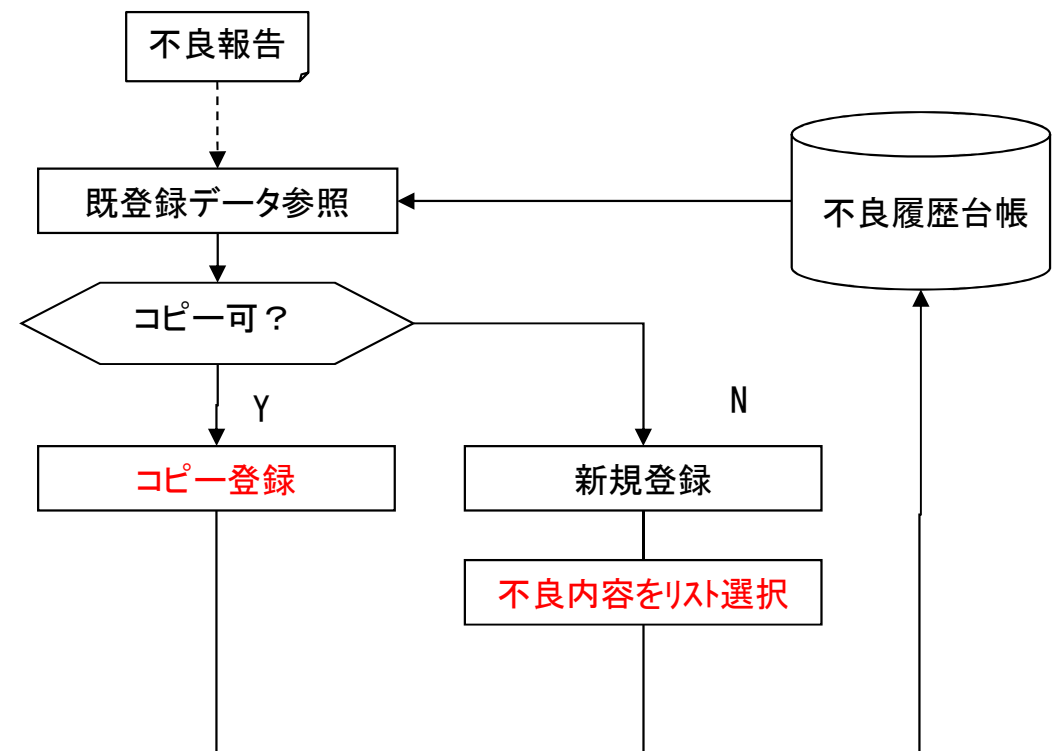 不良報告
既登録データ参照
不良履歴台帳
コピー可？
Y
N
コピー登録
新規登録
不良内容をリスト選択